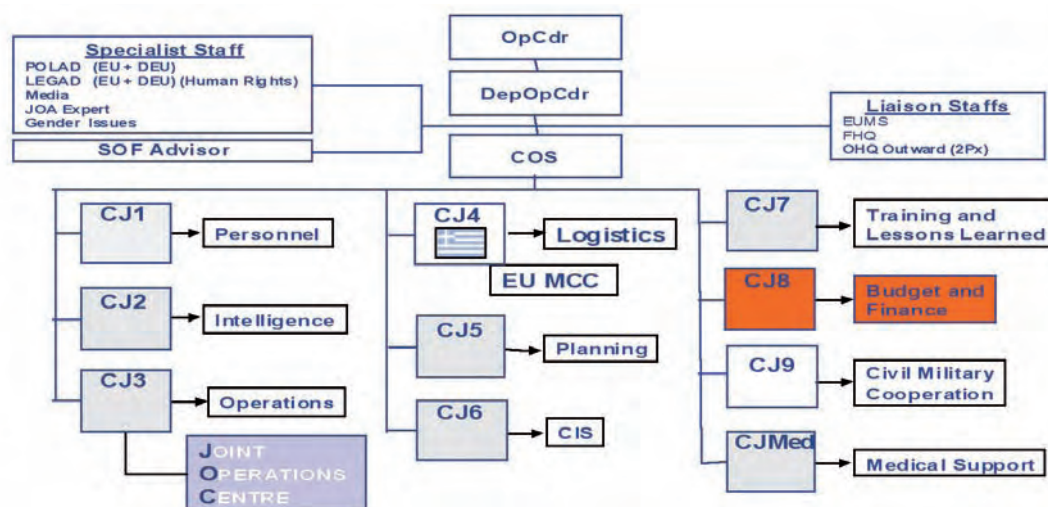 OpCdr
DepOpCdr
COS
Specialist Staff
POLAD (EU + DEU)
LEGAD (EU + DEU) (Human Rights)
Media
JOA Expert
Gender Issues
SOF Advisor
Liaison Staffs
EUMS
FHQ
OHQ Outward (2Px)
CJ1
Personnel
CJ2
Intelligence
CJ3
Operations
JOINT
OPERATIONS
CENTRE
CJ4
Logistics
EU MCC
CJ5
Planning
CJ6
CIS
CJ7
Training and
Lessons Learned
CJ8
Budget and
Finance
CJ9
Civil Military
Cooperation
CJMed
Medical Support